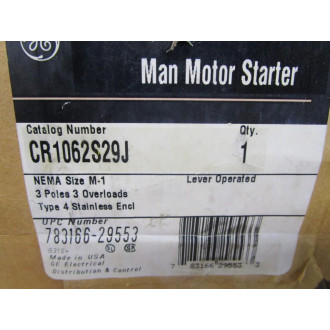 Man Motor Starter
Catalog Number Qty.
CR1062S29J 1
NEMA Size M-1 Lever Operated
3 Poles 3 Overloads
Type 4 Stainless Encl
UPC Number
783166-29553
Made in USA
GE Electrical
Distribution & Control
7 83166 29553